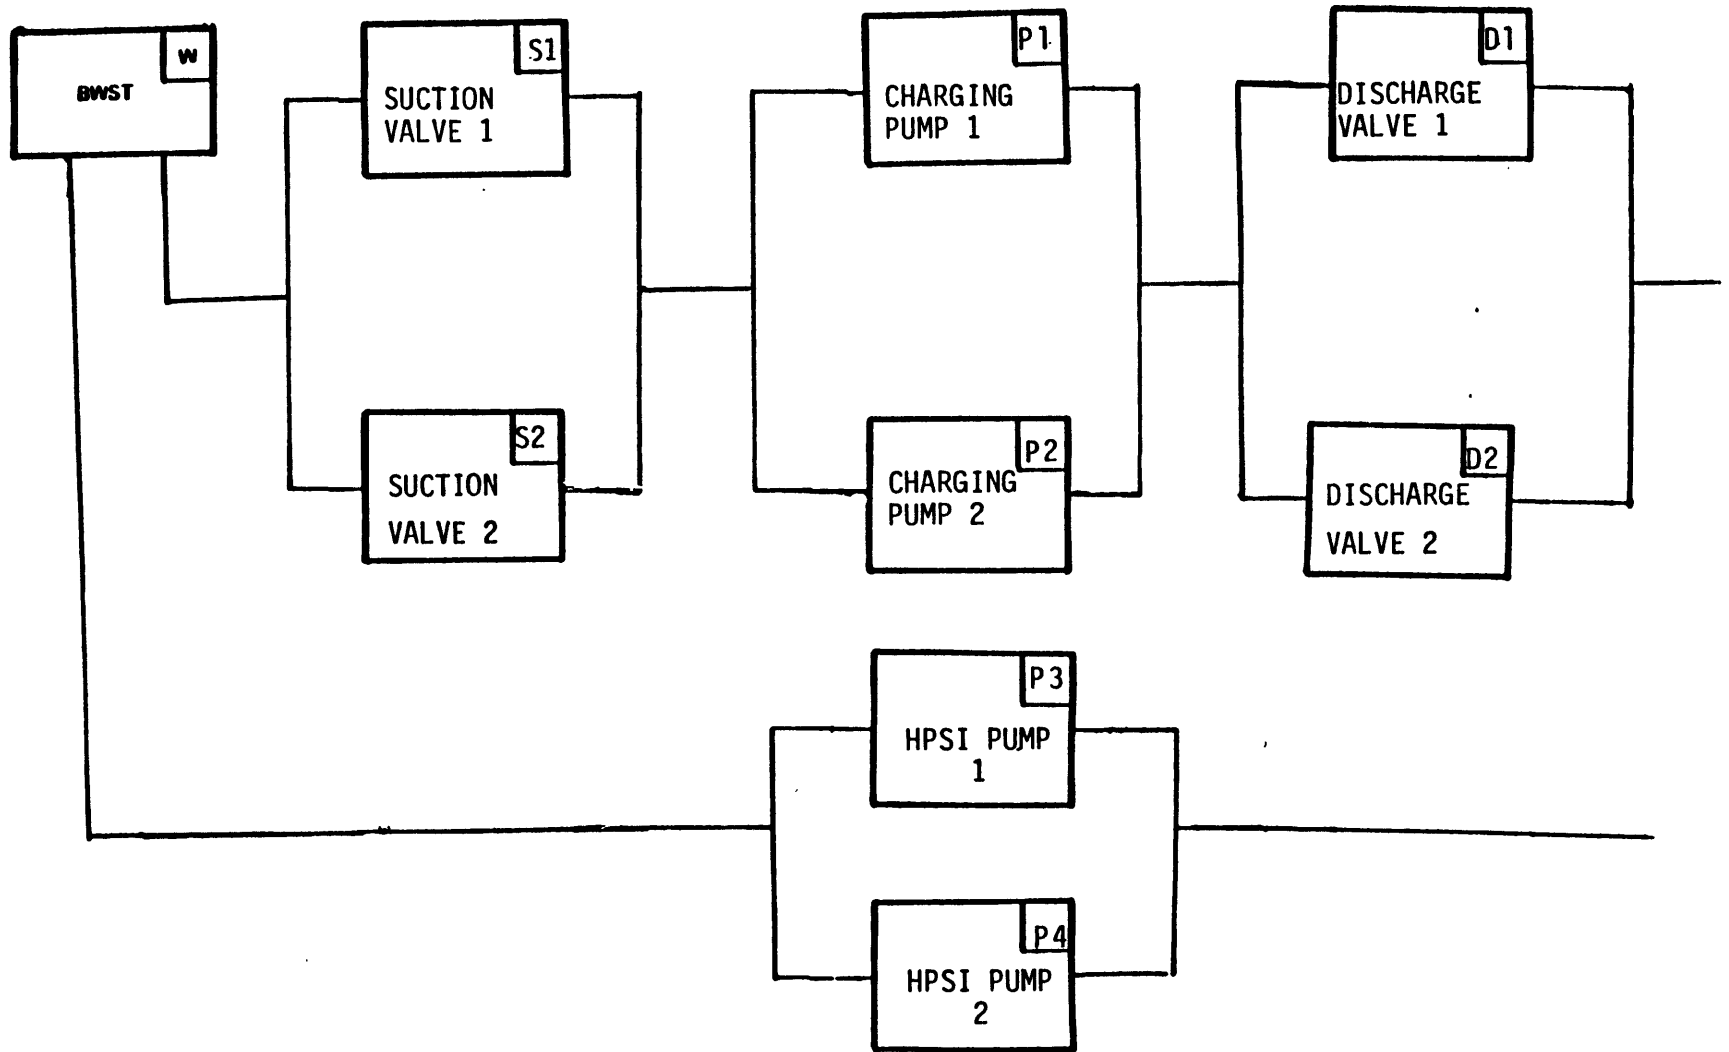 W
BWST
S1
SUCTION
VALVE 1
P1
CHARGING
PUMP 1
D1
DISCHARGE
VALVE 1
S2
SUCTION
VALVE 2
P2
CHARGING
PUMP 2
D2
DISCHARGE
VALVE 2
P3
HPSI PUMP
1
P4
HPSI PUMP
2